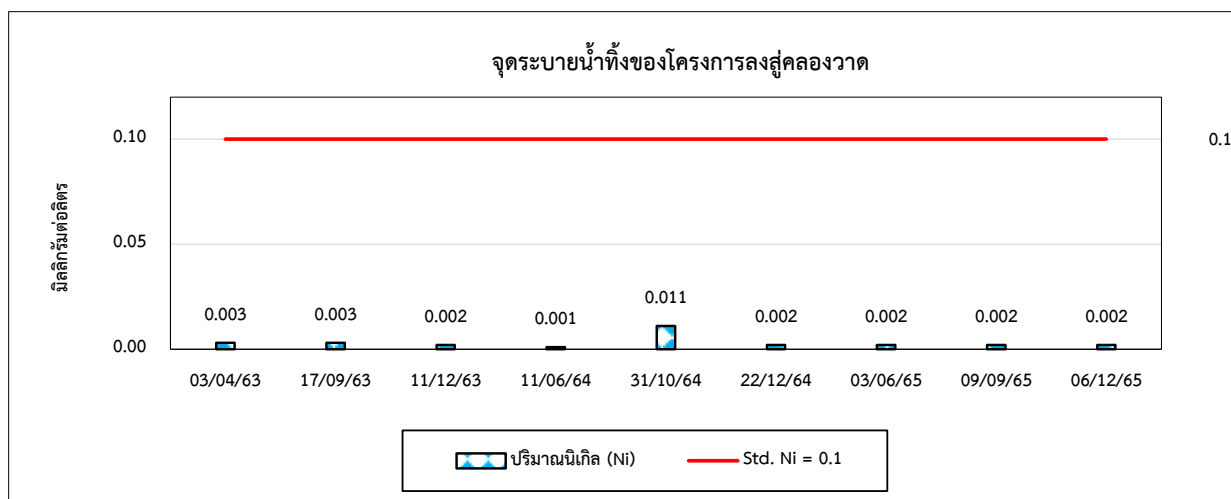 จุดระบายน้ำทิ้งของโครงการลงสู่คลองวาด
มิลลิกรัมต่อลิตร
0.10
0.05
0.00
0.1
0.003 0.003 0.002 0.001 0.011 0.002 0.002 0.002 0.002
03/04/63 17/09/63 11/12/63 11/06/64 31/10/64 22/12/64 03/06/65 09/09/65 06/12/65
ปริมาณนิเกิล (Ni) Std. Ni = 0.1